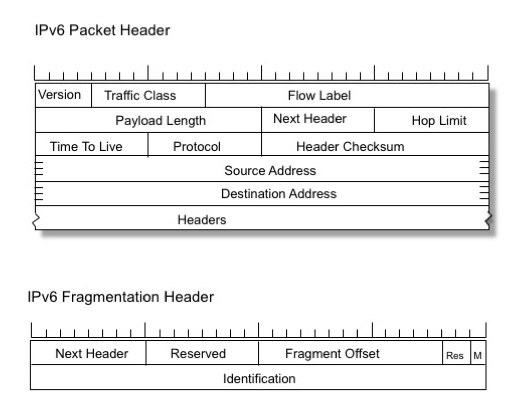 IPv6 Packet Header
Version Traffic Class Flow Label
Payload Length Next Header Hop Limit
Time To Live Protocol Header Checksum
Source Address
Destination Address
Headers
IPv6 Fragmentation Header
Next Header Reserved Fragment Offset Res M
Identification